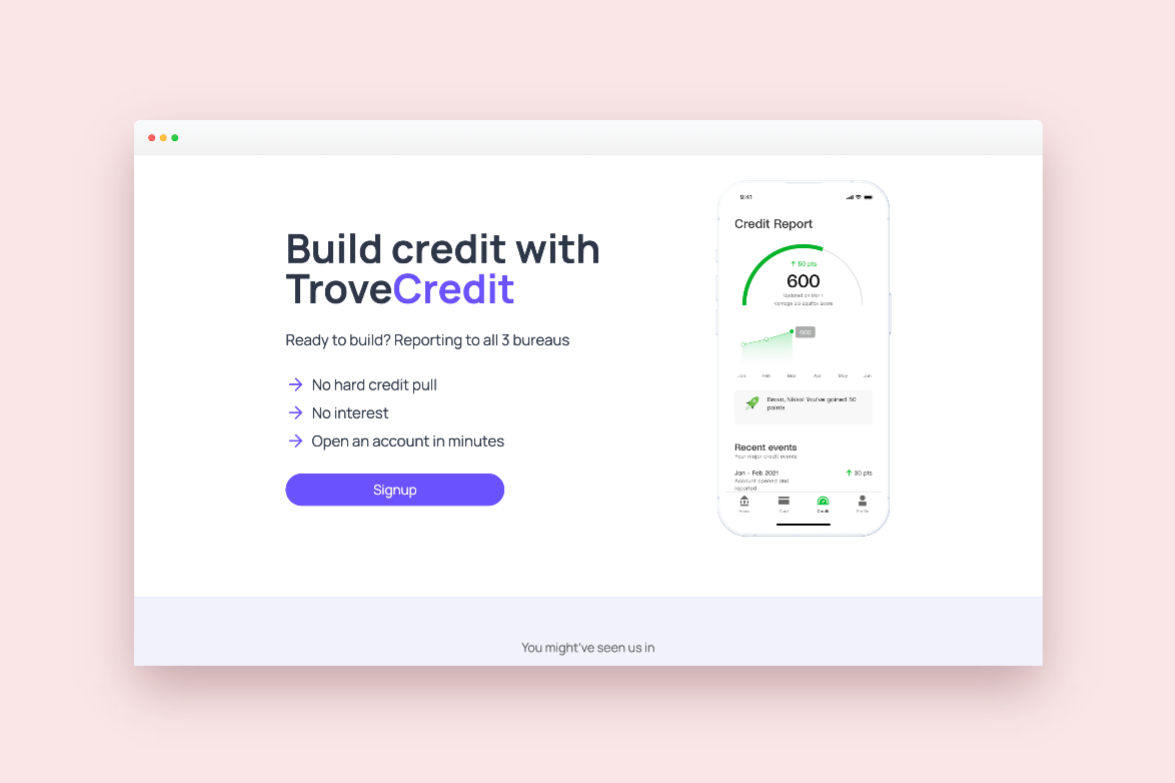 Build credit with
TroveCredit
Ready to build? Reporting to all 3 bureaus
No hard credit pull
No interest
Open an account in minutes
Signup
9:41
Credit Report
50 pts
600
Updated on Mar 1
Vantage 3.0 Equifax Score
600
Jan Feb Mar Apr May Jun
You've gained 50
points
Recent events
Your major credit events
Jan - Feb 2021
30 pts
Account opened and
reported
Home Card Credit Profile
You might've seen us in